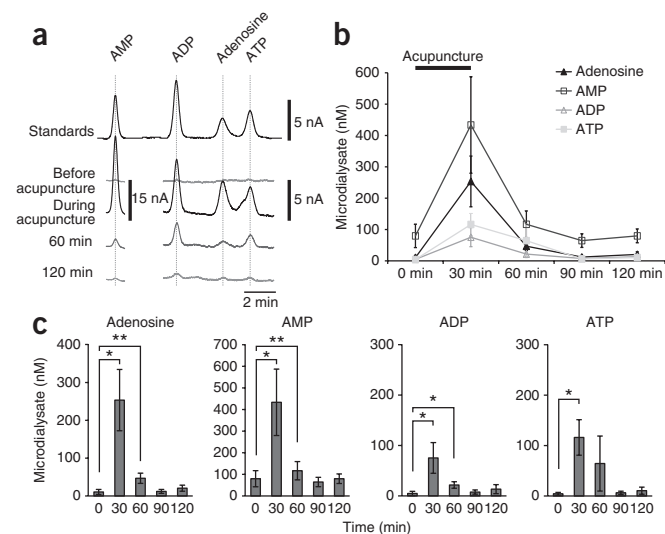 a
AMP
ADP
Adenosine
ATP
Standards
5 nA
Before
acupuncture
During
acupuncture
15 nA
5 nA
60 min
120 min
2 min
b
Acupuncture
Adenosine
AMP
ADP
ATP
Microdialysate (nM)
600
500
400
300
200
100
0
0 min 30 min 60 min 90 min 120 min
c
Adenosine
Microdialysate (nM)
400
300
200
100
0
**
*
0 30 60 90 120
AMP
700
600
500
400
300
200
100
0
**
*
0 30 60 90 120
ADP
300
200
100
0
*
*
0 30 60 90 120
ATP
300
200
100
0
*
0 30 60 90 120
Time (min)